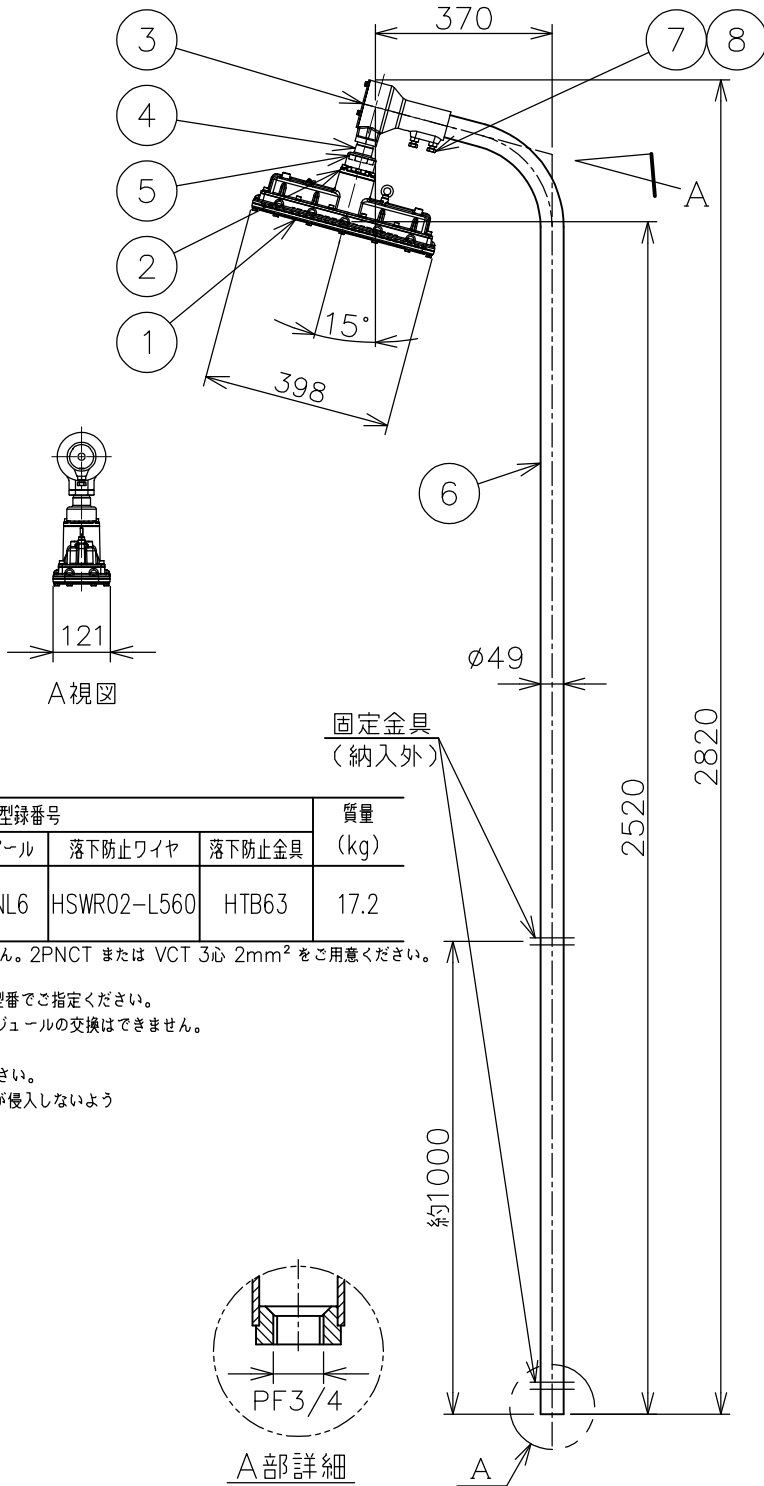 370
3
7
8
4
5
A
2
1
15°
398
6
121
A視図
φ49
固定金具
(納入外)
2820
2520
型録番号
質量
(kg)
ポール
落下防止ワイヤ
落下防止金具
NL6
HSWR02-L560
HTB63
17.2
ん。2PNCT または VCT 3心 2mm² をご用意ください。
型番でご指定ください。
ジュールの交換はできません。
さい。
が侵入しないよう
約1000
PF3/4
A部詳細
A